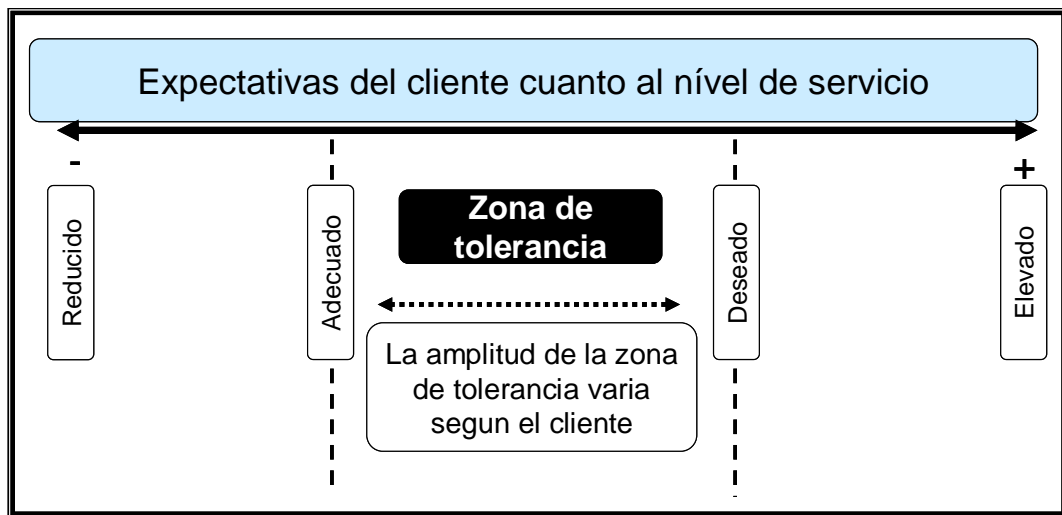 Expectativas del cliente cuanto al nível de servicio
-
+
Reducido
Adecuado
Zona de
tolerancia
Deseado
Elevado
La amplitud de la zona
de tolerancia varia
segun el cliente